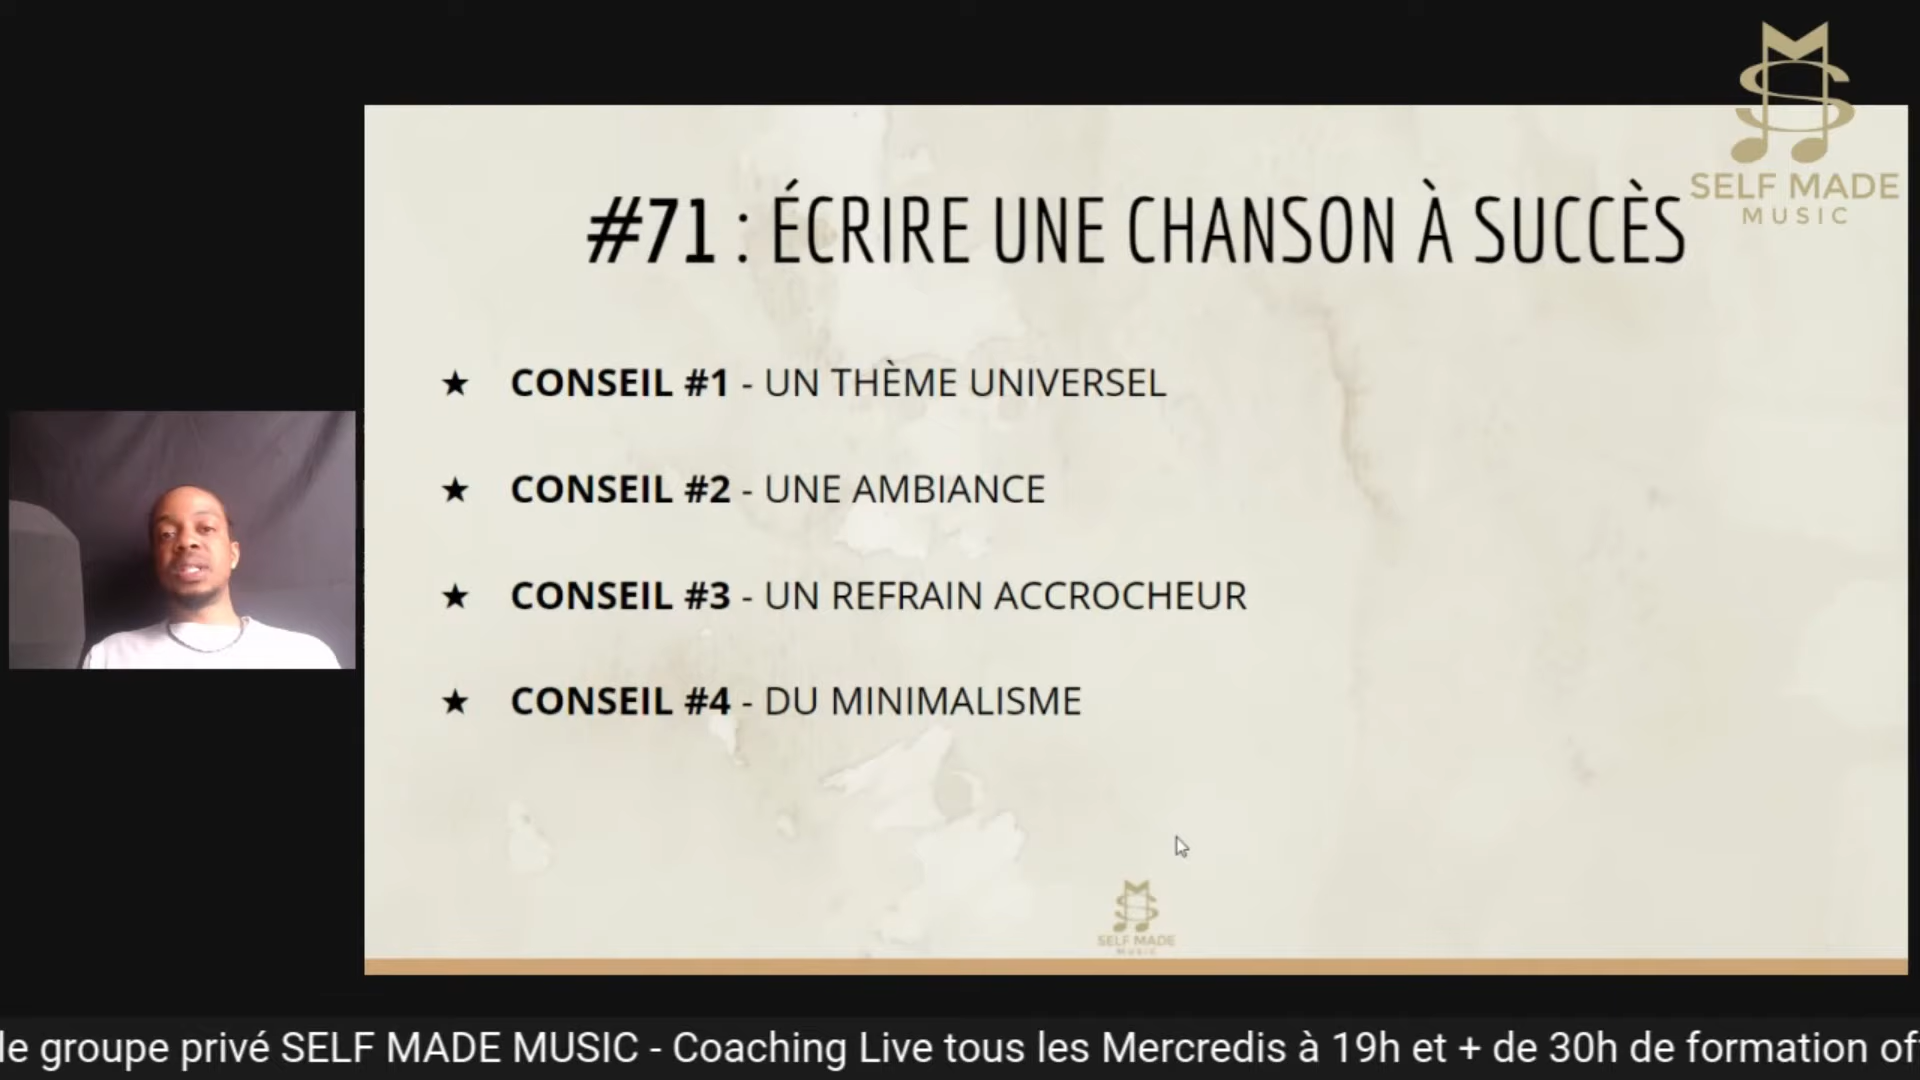 SELF MADE
MUSIC
#71 : ÉCRIRE UNE CHANSON À SUCCÈS
★ CONSEIL #1 - UN THÈME UNIVERSEL
★ CONSEIL #2 - UNE AMBIANCE
★ CONSEIL #3 - UN REFRAIN ACCROCHEUR
★ CONSEIL #4 - DU MINIMALISME
SELF MADE
MUSIC
le groupe privé SELF MADE MUSIC - Coaching Live tous les Mercredis à 19h et + de 30h de formation of